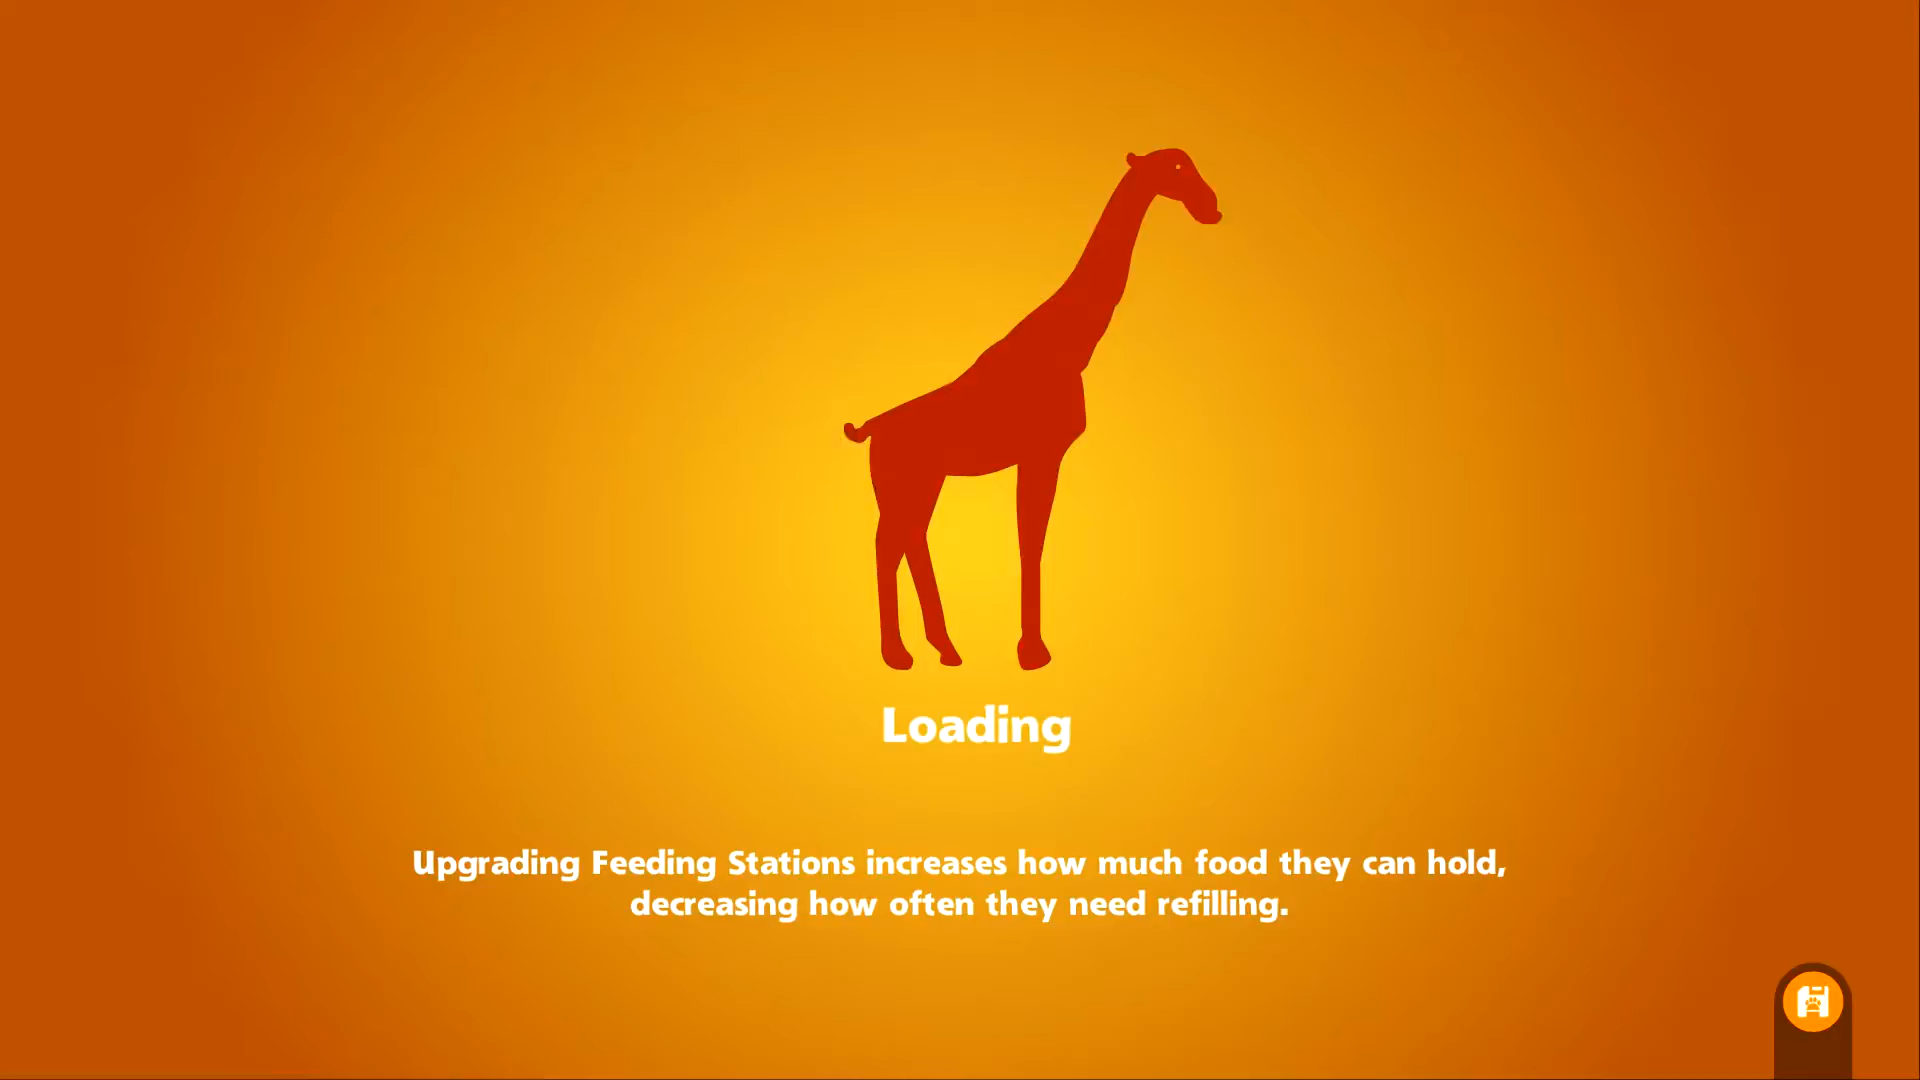 Loading
Upgrading Feeding Stations increases how much food they can hold,
decreasing how often they need refilling.